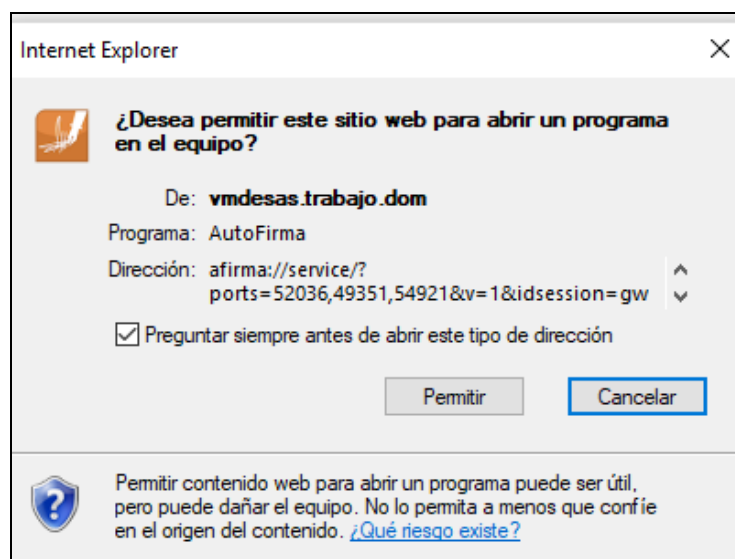 Internet Explorer
¿Desea permitir este sitio web para abrir un programa
en el equipo?
De: vmdesas.trabajo.dom
Programa: AutoFirma
Dirección: afirma://service/?
ports=52036,49351,54921&v=1&idsession=gw
Preguntar siempre antes de abrir este tipo de dirección
Permitir Cancelar
Permitir contenido web para abrir un programa puede ser útil,
pero puede dañar el equipo. No lo permita a menos que confíe
en el origen del contenido. ¿Qué riesgo existe?